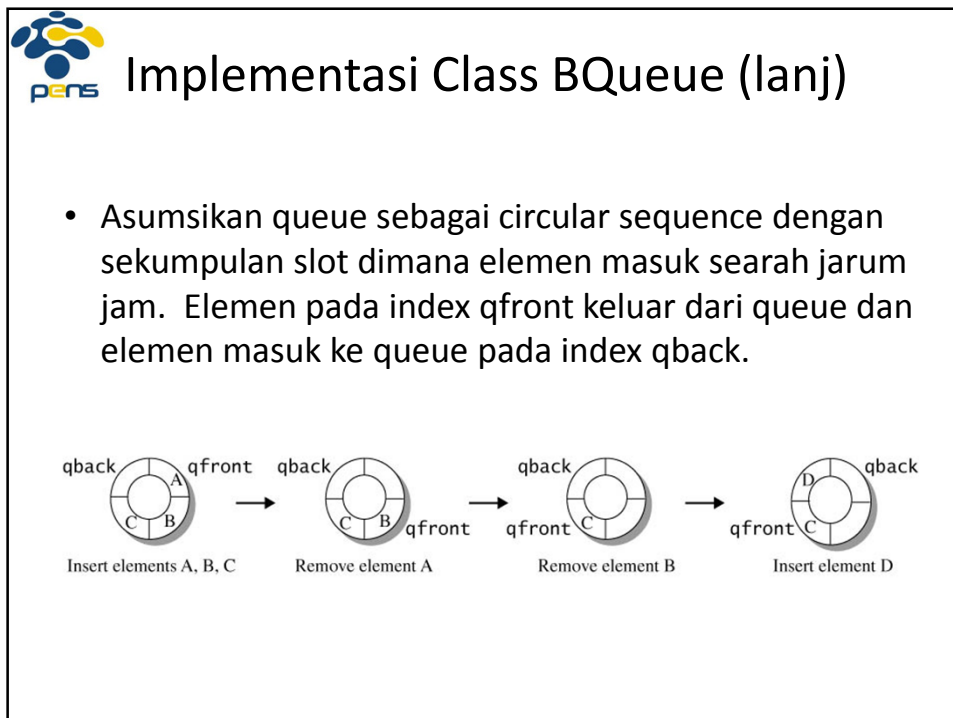 pens
Implementasi Class BQueue (lanj)
• Asumsikan queue sebagai circular sequence dengan
sekumpulan slot dimana elemen masuk searah jarum
jam.  Elemen pada index qfront keluar dari queue dan
elemen masuk ke queue pada index qback.
qback qfront qback qback qback
A D
C B C B qfront qfront C qfront C
Insert elements A, B, C Remove element A Remove element B Insert element D